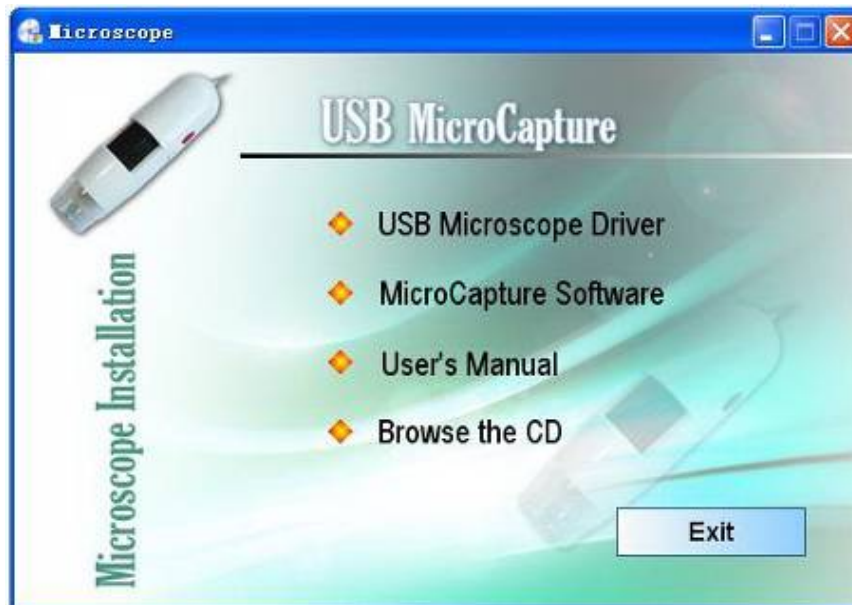 Microscope
USB MicroCapture
USB Microscope Driver
MicroCapture Software
User's Manual
Browse the CD
Microscope Installation
Exit